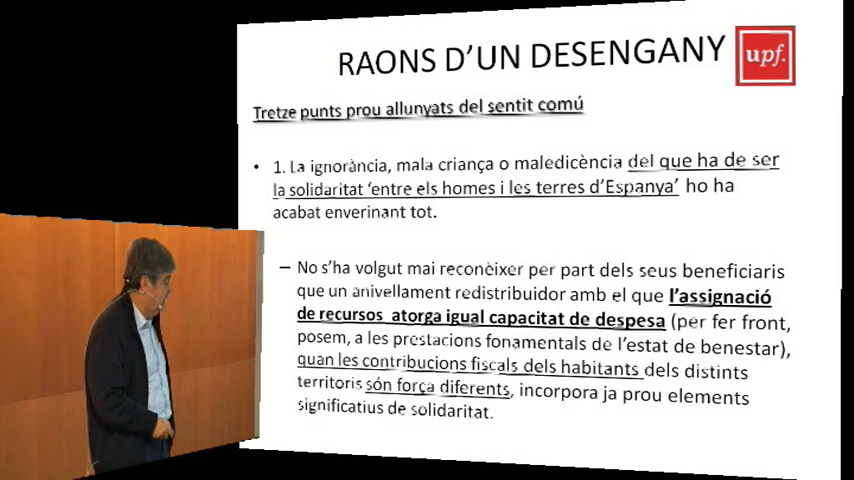 RAONS D'UN DESENGANY
upf.
Tretze punts prou allunyats del sentit comú
• 1. La ignorància, mala criança o maledicència del que ha de ser
la solidaritat 'entre els homes i les terres d'Espanya' ho ha
acabat enverinant tot.
– No s'ha volgut mai reconèixer per part dels seus beneficiaris
que un anivellament redistribuidor amb el que l'assignació
de recursos atorga igual capacitat de despesa (per fer front,
posem, a les prestacions fonamentals de l'estat de benestar),
quan les contribucions fiscals dels habitants dels distints
territoris són força diferents, incorpora ja prou elements
significatius de solidaritat.